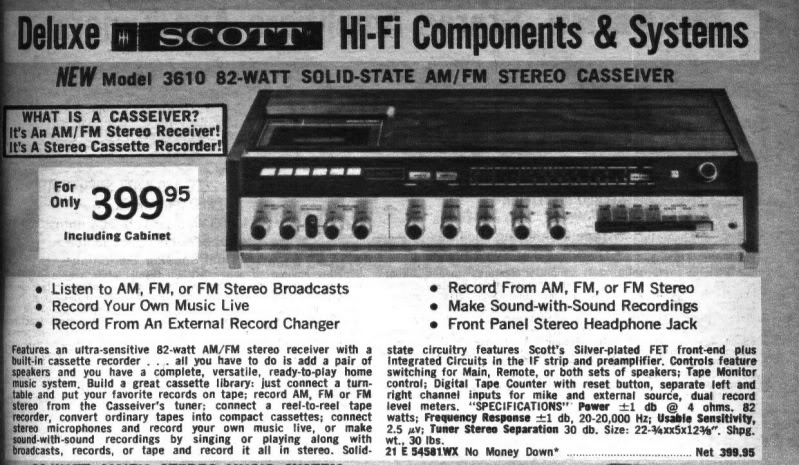 Deluxe H SCOTT Hi-Fi Components & Systems
NEW Model 3610 82-WATT SOLID-STATE AM/FM STEREO CASSEIVER
WHAT IS A CASSEIVER?
It's An AM/FM Stereo Receiver!
It's A Stereo Cassette Recorder!
For
Only 399 95
Including Cabinet
• Listen to AM, FM, or FM Stereo Broadcasts
• Record Your Own Music Live
• Record From An External Record Changer
• Record From AM, FM, or FM Stereo
• Make Sound-with-Sound Recordings
• Front Panel Stereo Headphone Jack
Features an ultra-sensitive 82-watt AM/FM stereo receiver with a
built-in cassette recorder . . . all you have to do is add a pair of
speakers and you have a complete, versatile, ready-to-play home
music system. Build a great cassette library: just connect a turn-
table and put your favorite records on tape; record AM, FM or FM
stereo from the Casseiver's tuner; connect a reel-to-reel tape
recorder, convert ordinary tapes into compact cassettes; connect
stereo microphones and record your own music live, or make
sound-with-sound recordings by singing or playing along with
broadcasts, records, or tape and record it all in stereo. Solid-
state circuitry features Scott's Silver-plated FET front-end plus
Integrated Circuits in the IF strip and preamplifier. Controls feature
switching for Main, Remote, or both sets of speakers; Tape Monitor
control; Digital Tape Counter with reset button, separate left and
right channel inputs for mike and external source, dual record
level meters. "SPECIFICATIONS" Power ±1 db @ 4 ohms. 82
watts; Frequency Response ±1 db, 20-20,000 Hz; Usable Sensitivity,
2.5 µv; Tuner Stereo Separation 30 db. Size: 22-¾xx5x12⅜". Shpg.
wt., 30 lbs.
21 E 54581WX No Money Down* ........................ Net 399.95